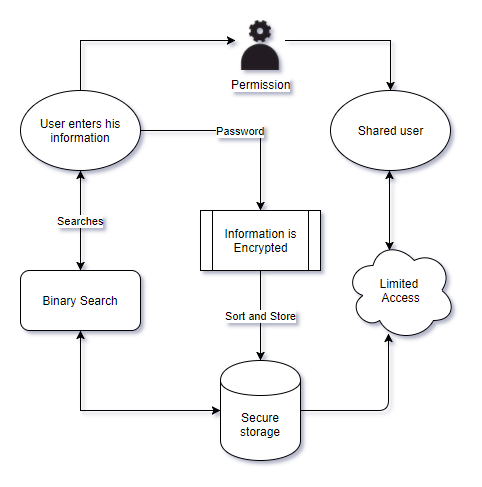 Permission
User enters his
information
Password
Shared user
Searches
Information is
Encrypted
Binary Search
Limited
Access
Sort and Store
Secure
storage